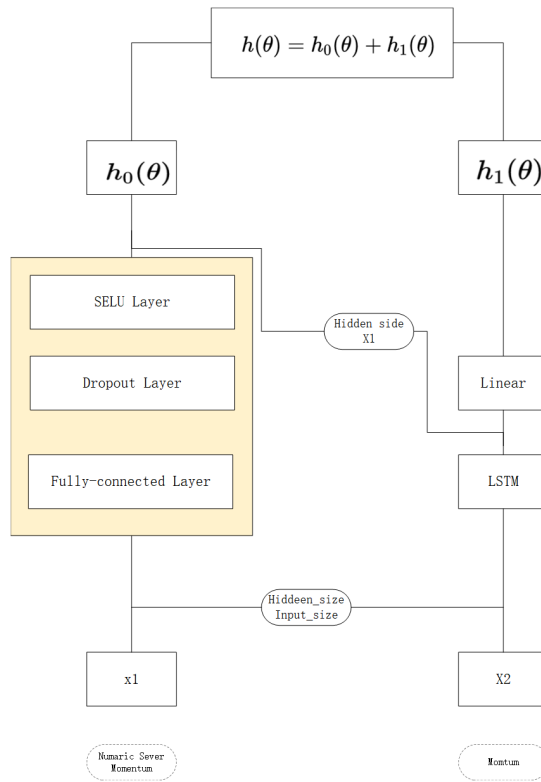 h(θ) = h₀(θ) + h₁(θ)
h₀(θ)
h₁(θ)
SELU Layer
Hidden side
X1
Dropout Layer
Linear
Fully-connected Layer
LSTM
Hiddeen_size
Input_size
x1
X2
Numaric Sever
Momentum
Momtum